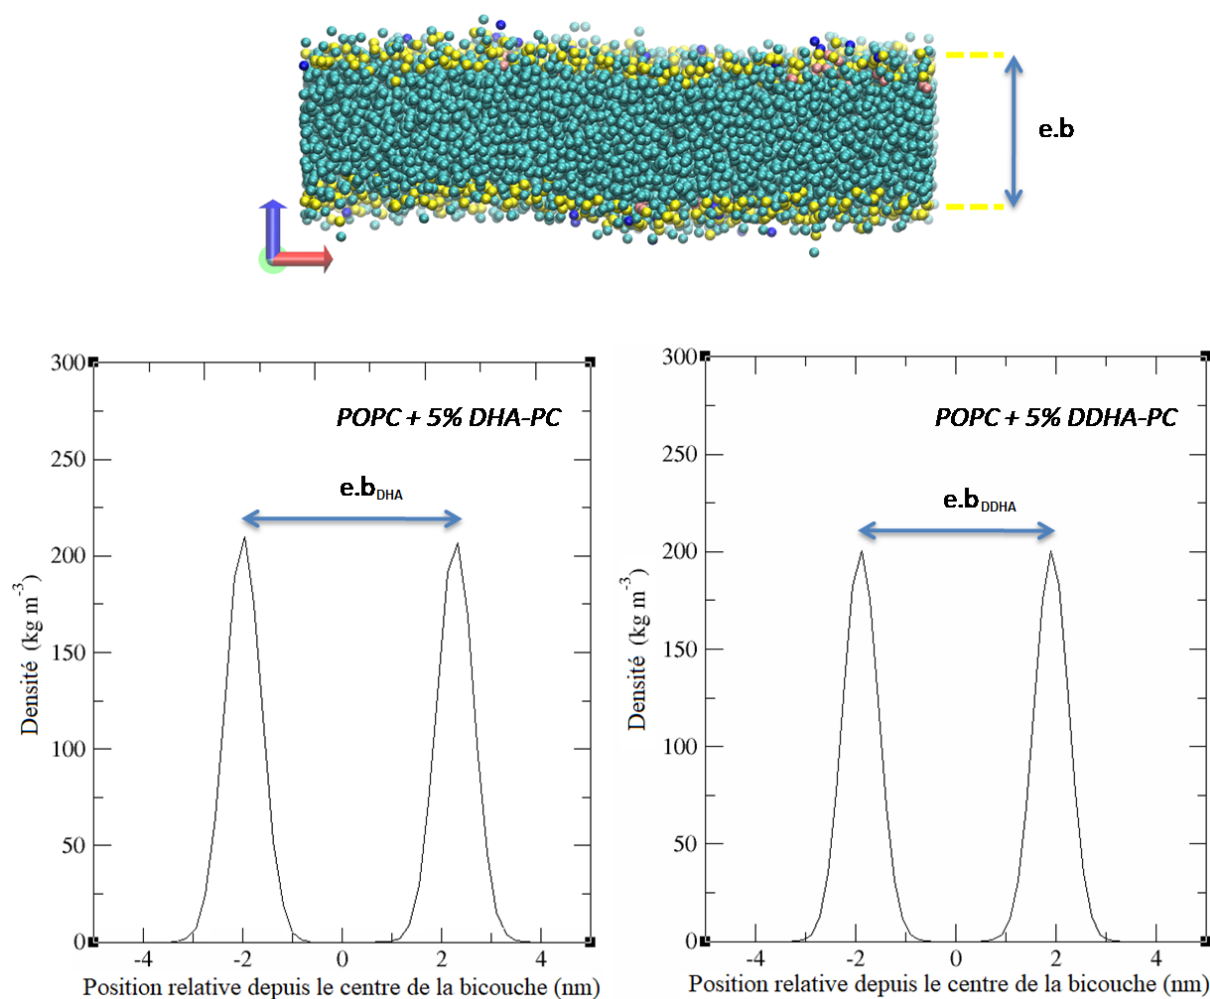 e.b
300
250
200
150
100
50
0
Densité (kg m-3)
POPC + 5% DHA-PC
e.bDHA
-4 -2 0 2 4
Position relative depuis le centre de la bicouche (nm)
300
250
200
150
100
50
0
Densité (kg m-3)
POPC + 5% DDHA-PC
e.bDDHA
-4 -2 0 2 4
Position relative depuis le centre de la bicouche (nm)